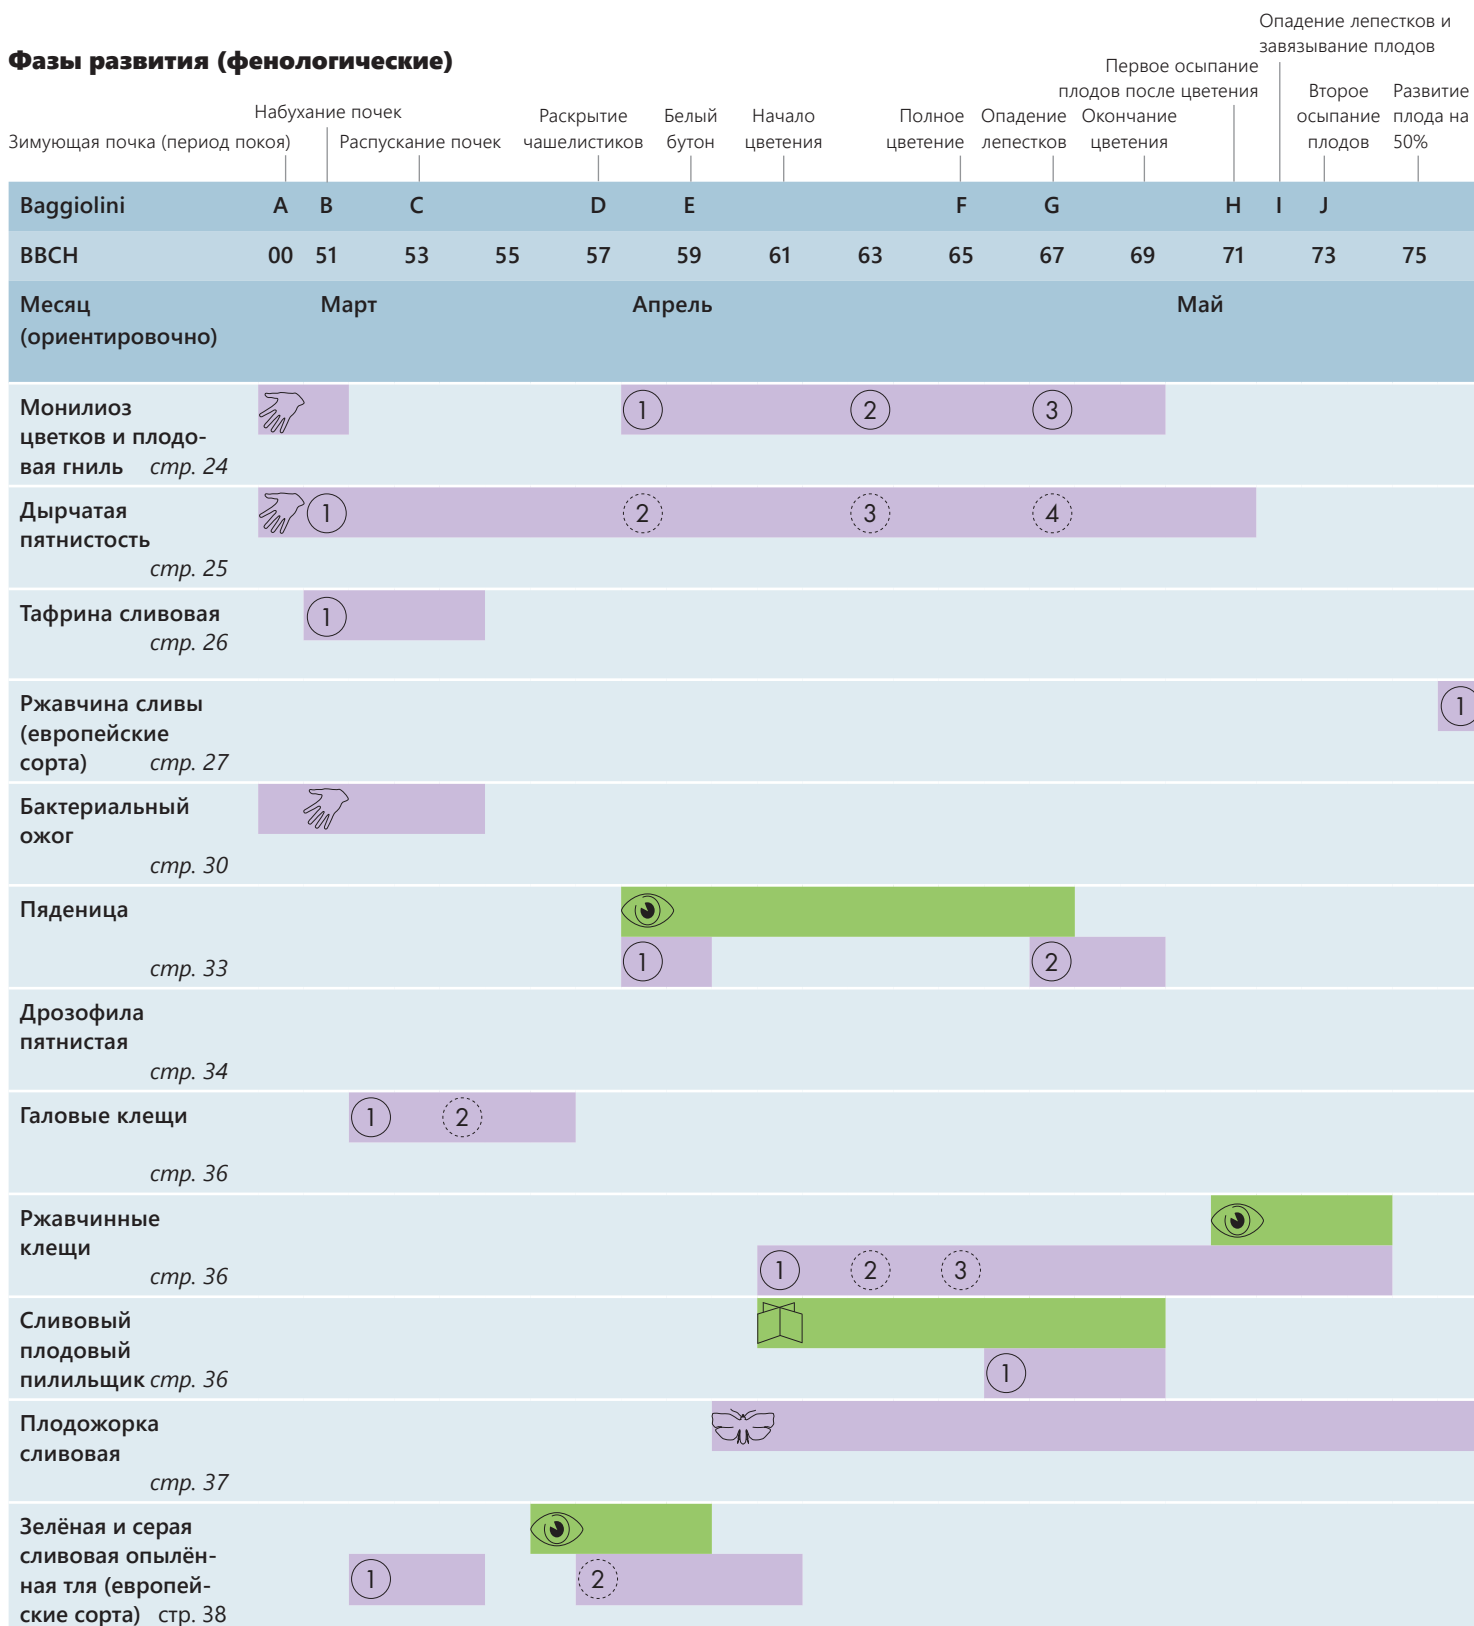 Опадение лепестков и
завязывание плодов
Фазы развития (фенологические)
Первое осыпание
плодов после цветения
Второе
осыпание
плодов
Развитие
плода на
50%
Набухание почек
Зимующая почка (период покоя)
Распускание почек
Раскрытие
чашелистиков
Белый
бутон
Начало
цветения
Полное
цветение
Опадение
лепестков
Окончание
цветения
Baggiolini A B C D E F G H I J
BBCH 00 51 53 55 57 59 61 63 65 67 69 71 73 75
Месяц
(ориентировочно)
Март Апрель Май
Монилиоз
цветков и плодо-
вая гниль стр. 24
1 2 3
Дырчатая
пятнистость
стр. 25
1 2 3 4
Тафрина сливовая
стр. 26
1
Ржавчина сливы
(европейские
сорта) стр. 27
1
Бактериальный
ожог
стр. 30
Пяденица
стр. 33
1 2
Дрозофила
пятнистая
стр. 34
Галовые клещи
стр. 36
1 2
Ржавчинные
клещи
стр. 36
1 2 3
Сливовый
плодовый
пилильщик стр. 36
1
Плодожорка
сливовая
стр. 37
Зелёная и серая
сливовая опылён-
ная тля (европей-
ские сорта) стр. 38
1 2